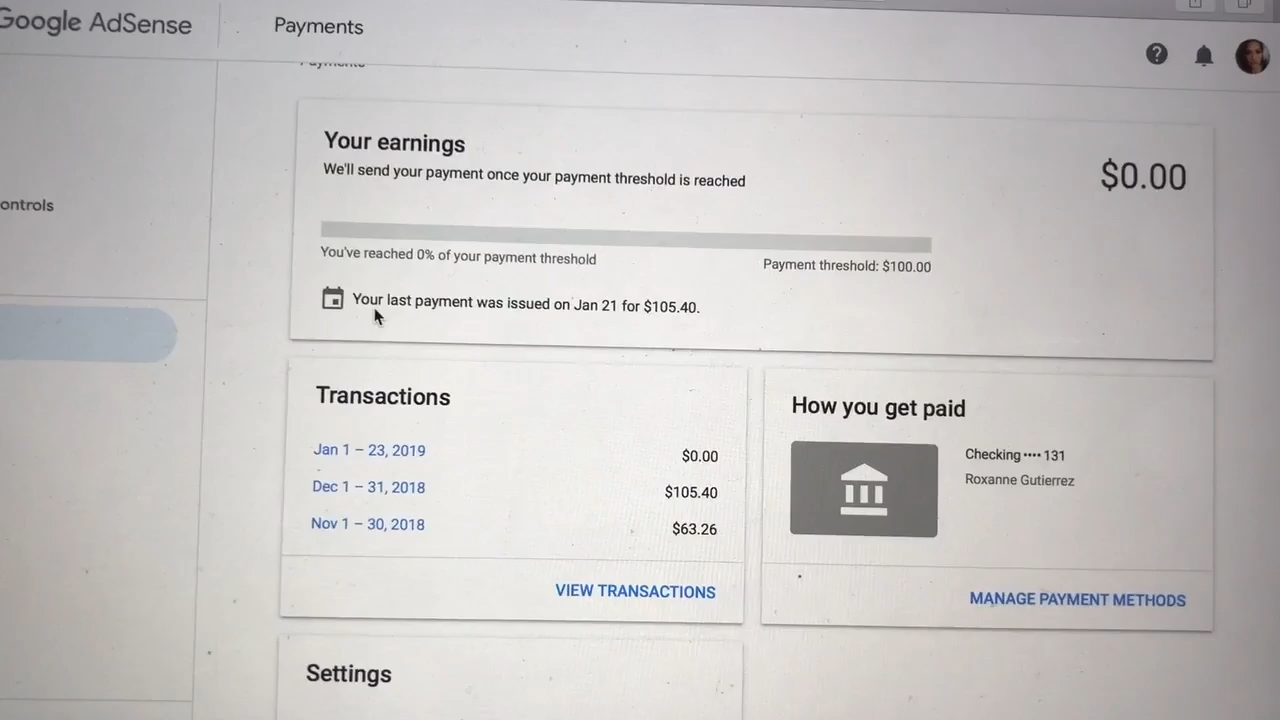 Google AdSense
Payments
Payments
ontrols
Your earnings
We'll send your payment once your payment threshold is reached
$0.00
You've reached 0% of your payment threshold
Payment threshold: $100.00
Your last payment was issued on Jan 21 for $105.40.
Transactions
Jan 1 – 23, 2019 $0.00
Dec 1 – 31, 2018 $105.40
Nov 1 – 30, 2018 $63.26
VIEW TRANSACTIONS
How you get paid
Checking •••• 131
Roxanne Gutierrez
MANAGE PAYMENT METHODS
Settings